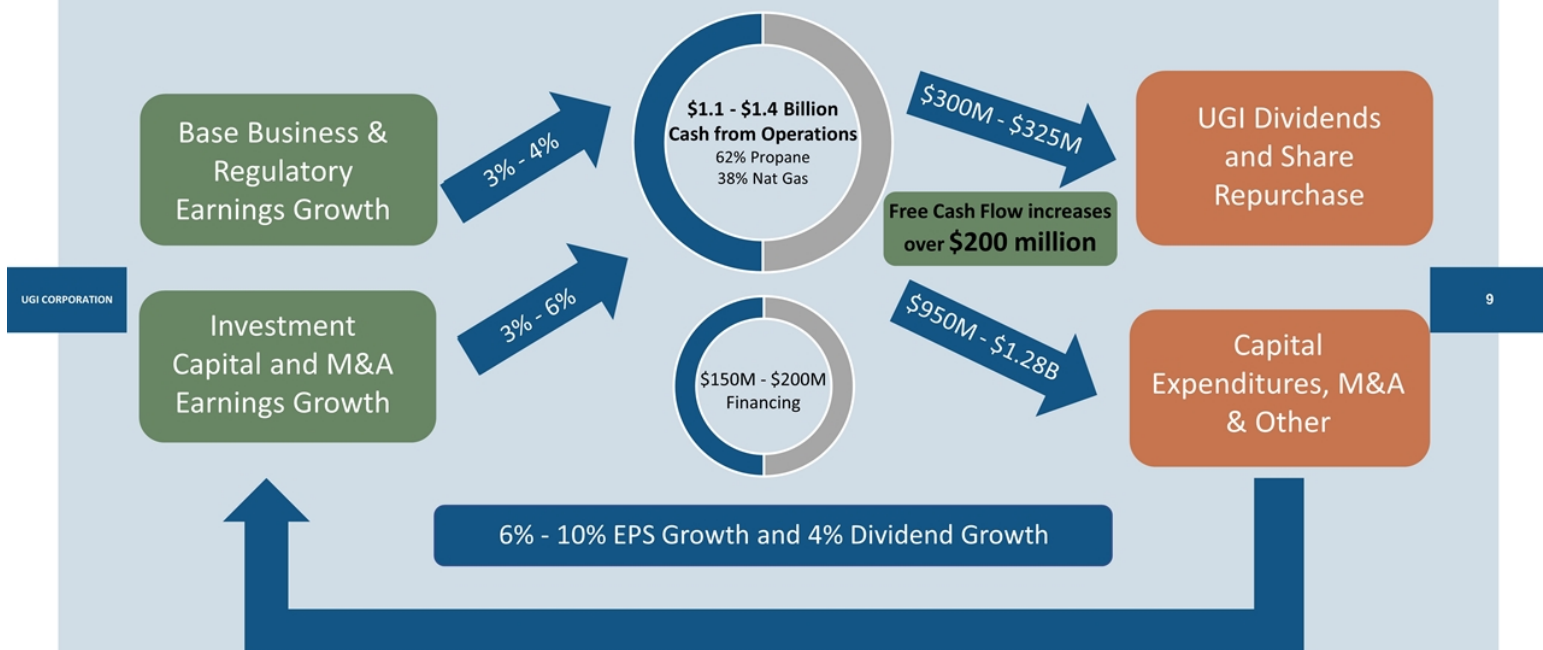 Base Business &
Regulatory
Earnings Growth
3% - 4%
$1.1 - $1.4 Billion
Cash from Operations
62% Propane
38% Nat Gas
$300M - $325M
UGI Dividends
and Share
Repurchase
Free Cash Flow increases
over $200 million
UGI CORPORATION
9
Investment
Capital and M&A
Earnings Growth
3% - 6%
$150M - $200M
Financing
$950M - $1.28B
Capital
Expenditures, M&A
& Other
6% - 10% EPS Growth and 4% Dividend Growth